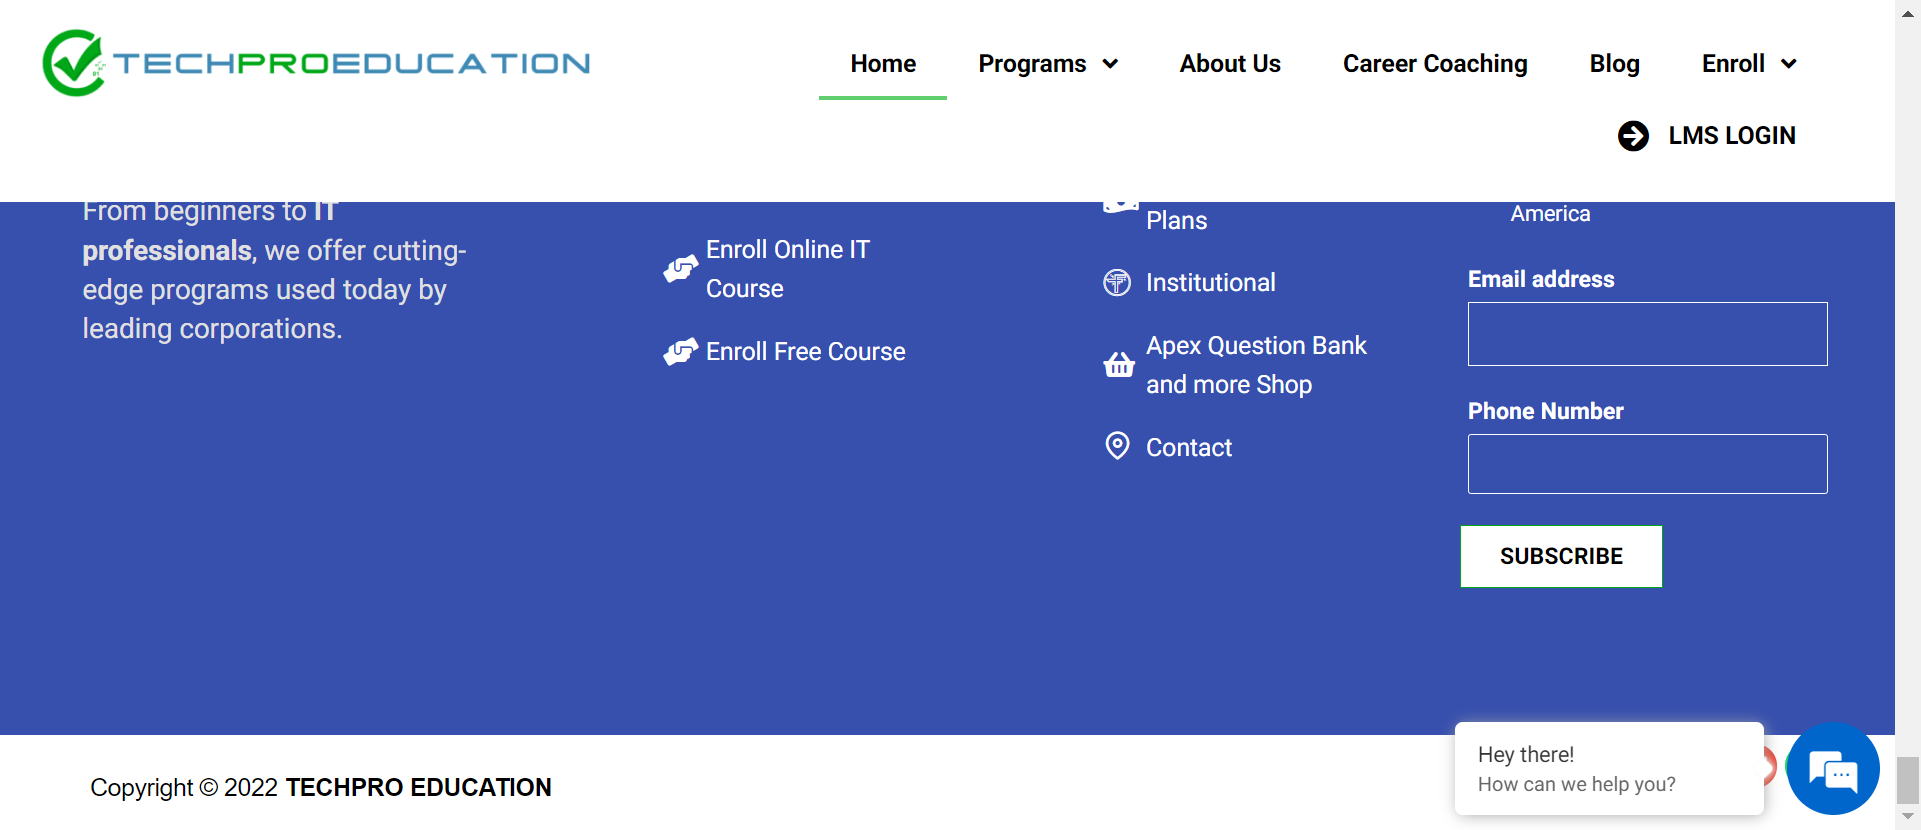 TECHPROEDUCATION
Home
Programs
About Us
Career Coaching
Blog
Enroll
LMS LOGIN
From beginners to IT
professionals, we offer cutting-
edge programs used today by
leading corporations.
Enroll Online IT
Course
Enroll Free Course
Plans
Institutional
Apex Question Bank
and more Shop
Contact
America
Email address
Phone Number
SUBSCRIBE
Copyright © 2022 TECHPRO EDUCATION
Hey there!
How can we help you?